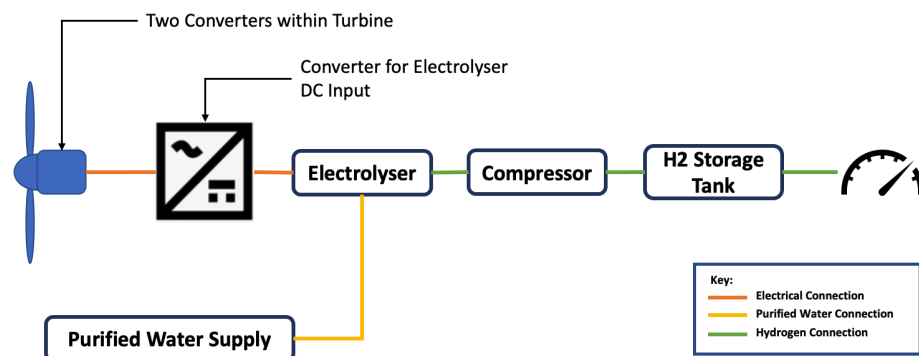 Two Converters within Turbine
Converter for Electrolyser
DC Input
Electrolyser
Compressor
H2 Storage
Tank
Purified Water Supply
Key:
Electrical Connection
Purified Water Connection
Hydrogen Connection